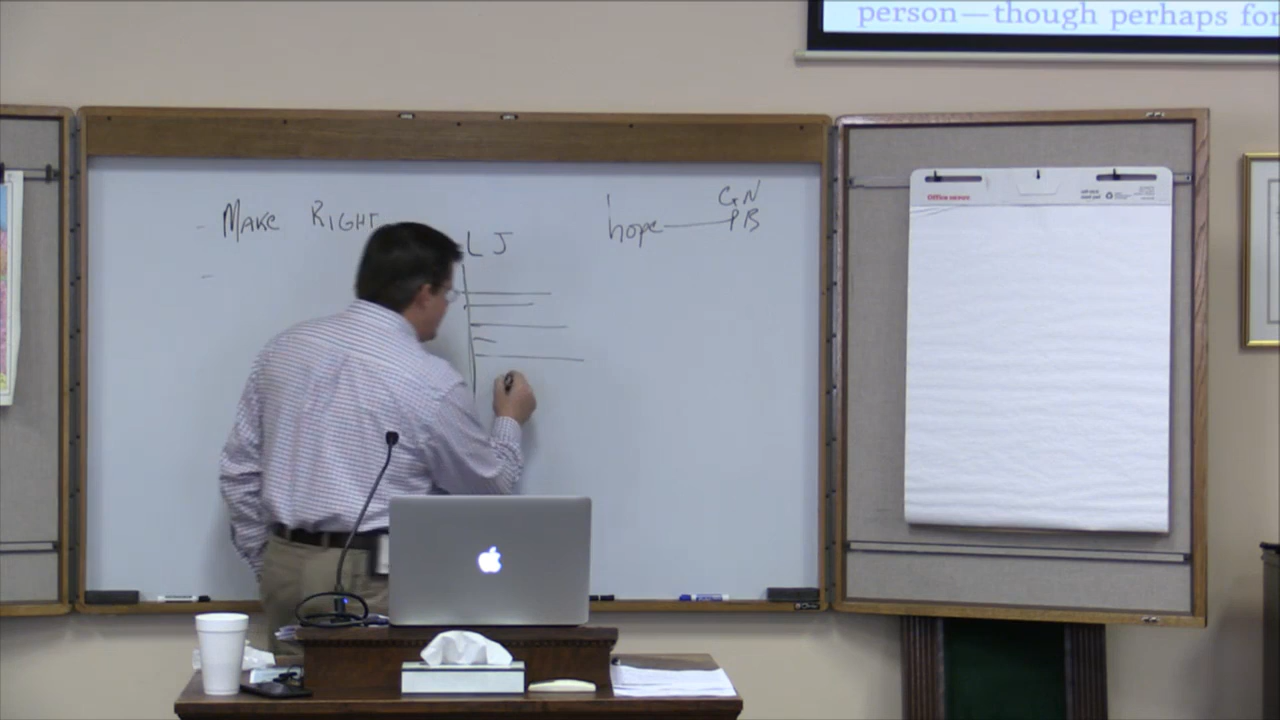 person—though perhaps for
- MAKE RIGHT
-
LJ
hope — GN
PB
Office DEPOT